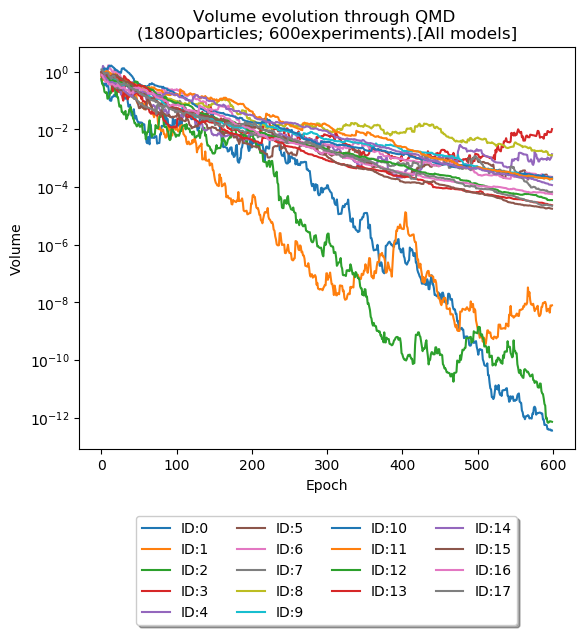 Volume evolution through QMD
(1800particles; 600experiments).[All models]
Volume
10^0
10^-2
10^-4
10^-6
10^-8
10^-10
10^-12
0 100 200 300 400 500 600
Epoch
ID:0 ID:5 ID:10 ID:14
ID:1 ID:6 ID:11 ID:15
ID:2 ID:7 ID:12 ID:16
ID:3 ID:8 ID:13 ID:17
ID:4 ID:9